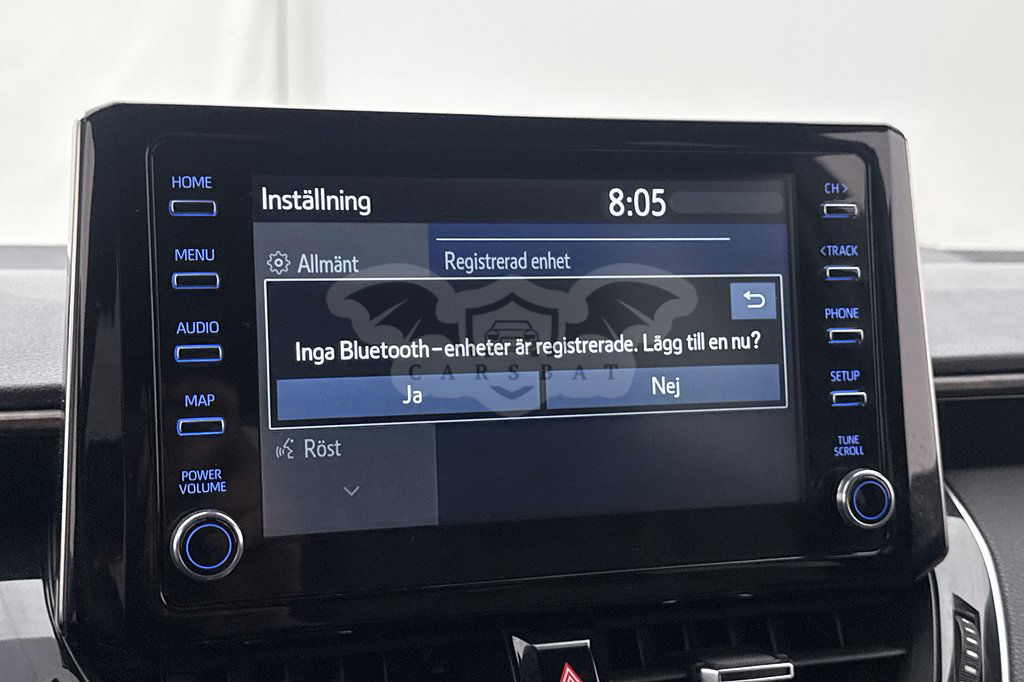 HOME
MENU
AUDIO
MAP
POWER
VOLUME
Inställning
8:05
Allmänt
Registrerad enhet
Inga Bluetooth-enheter är registrerade. Lägg till en nu?
CARSBAT
Ja
Nej
Röst
CH >
<TRACK
PHONE
SETUP
TUNE
SCROLL